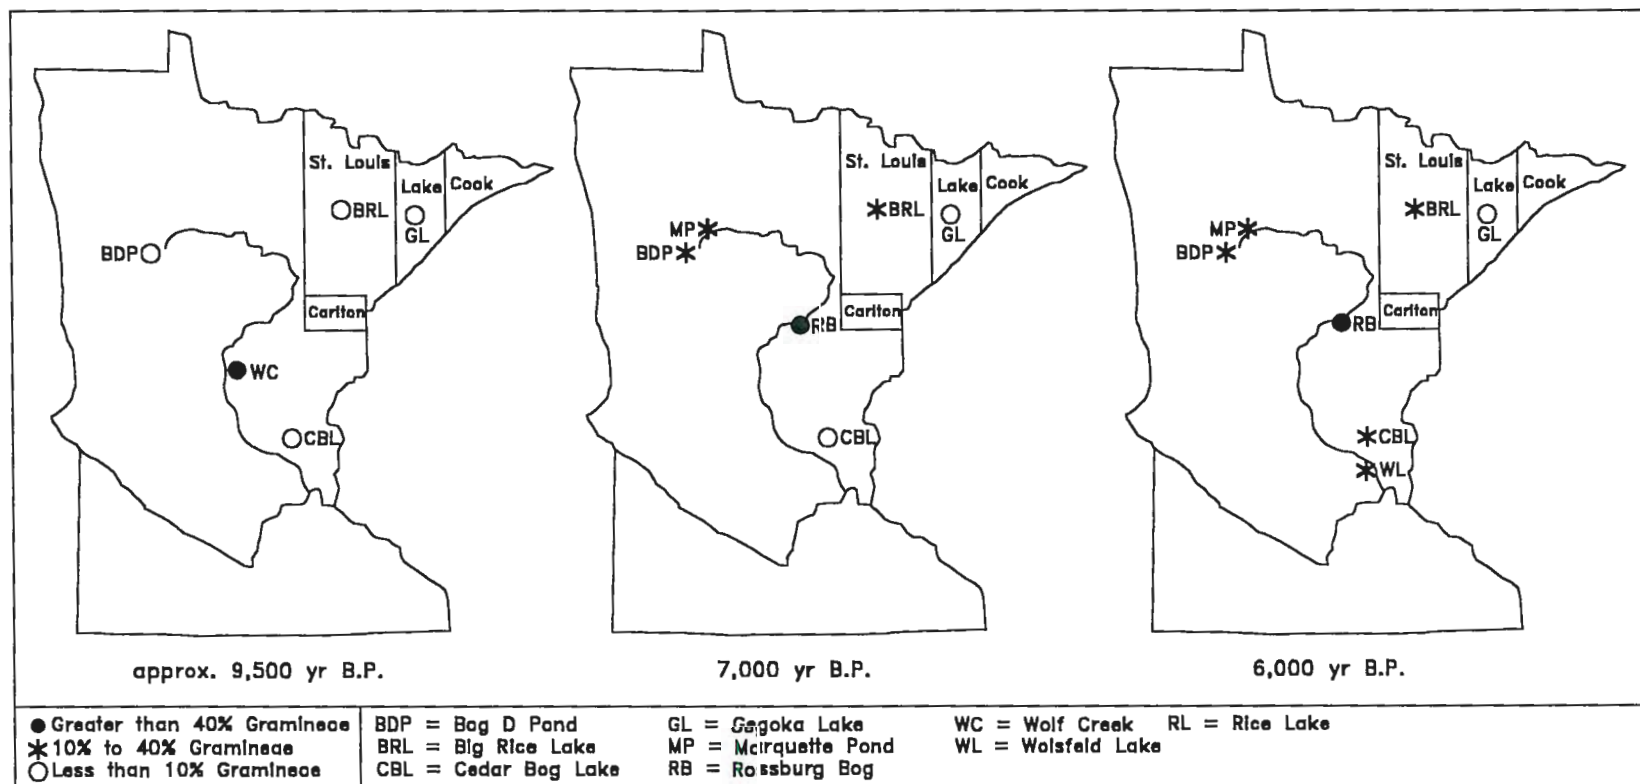 St. Louis
Lake
Cook
BRL
GL
BDP
Carlton
WC
CBL
approx. 9,500 yr B.P.
St. Louis
Lake
Cook
BRL
GL
MP
BDP
RB
Carlton
CBL
7,000 yr B.P.
St. Louis
Lake
Cook
BRL
GL
MP
BDP
RB
Carlton
CBL
WL
6,000 yr B.P.
Greater than 40% Gramineae
10% to 40% Gramineae
Less than 10% Gramineae
BDP = Bog D Pond
BRL = Big Rice Lake
CBL = Cedar Bog Lake
GL = Gegoka Lake
MP = Marquette Pond
RB = Rossburg Bog
WC = Wolf Creek
WL = Wolsfeld Lake
RL = Rice Lake